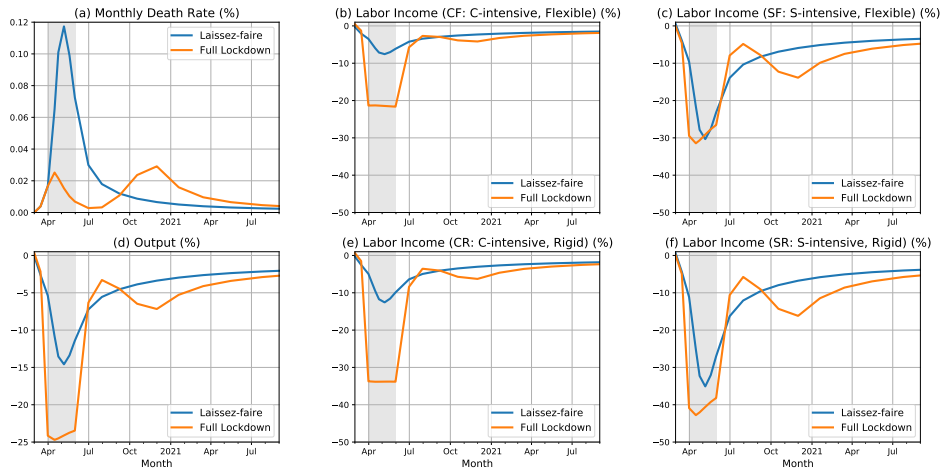 (a) Monthly Death Rate (%)
0.12
0.10
0.08
0.06
0.04
0.02
0.00
Apr Jul Oct 2021 Apr Jul
Laissez-faire
Full Lockdown
(b) Labor Income (CF: C-intensive, Flexible) (%)
0
−10
−20
−30
−40
−50
Apr Jul Oct 2021 Apr Jul
Laissez-faire
Full Lockdown
(c) Labor Income (SF: S-intensive, Flexible) (%)
0
−10
−20
−30
−40
−50
Apr Jul Oct 2021 Apr Jul
Laissez-faire
Full Lockdown
(d) Output (%)
0
−5
−10
−15
−20
−25
Apr Jul Oct 2021 Apr Jul
Month
Laissez-faire
Full Lockdown
(e) Labor Income (CR: C-intensive, Rigid) (%)
0
−10
−20
−30
−40
−50
Apr Jul Oct 2021 Apr Jul
Month
Laissez-faire
Full Lockdown
(f) Labor Income (SR: S-intensive, Rigid) (%)
0
−10
−20
−30
−40
−50
Apr Jul Oct 2021 Apr Jul
Month
Laissez-faire
Full Lockdown